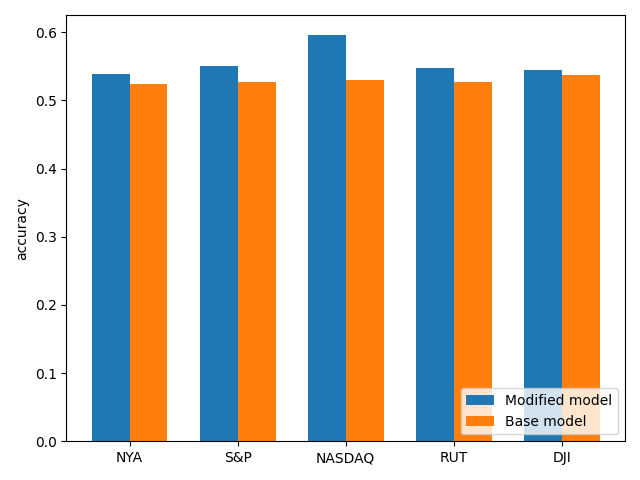 0.6
0.5
0.4
0.3
0.2
0.1
0.0
accuracy
NYA
S&P
NASDAQ
RUT
DJI
Modified model
Base model